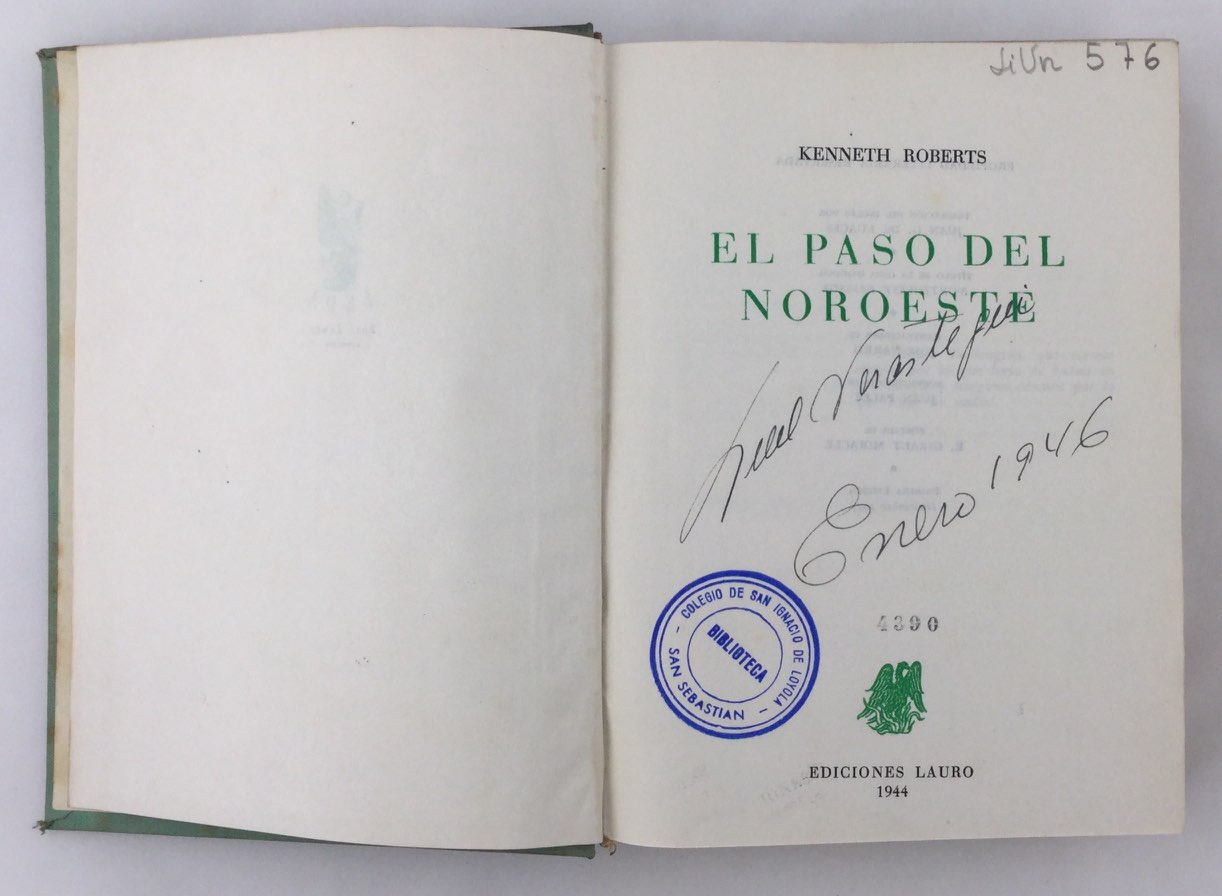 576
KENNETH ROBERTS
EL PASO DEL
NOROESTE
Verástegui
Enero 1946
COLEGIO DE SAN IGNACIO DE LOYOLA
BIBLIOTECA
SAN SEBASTIAN
4390
EDICIONES LAURO
1944